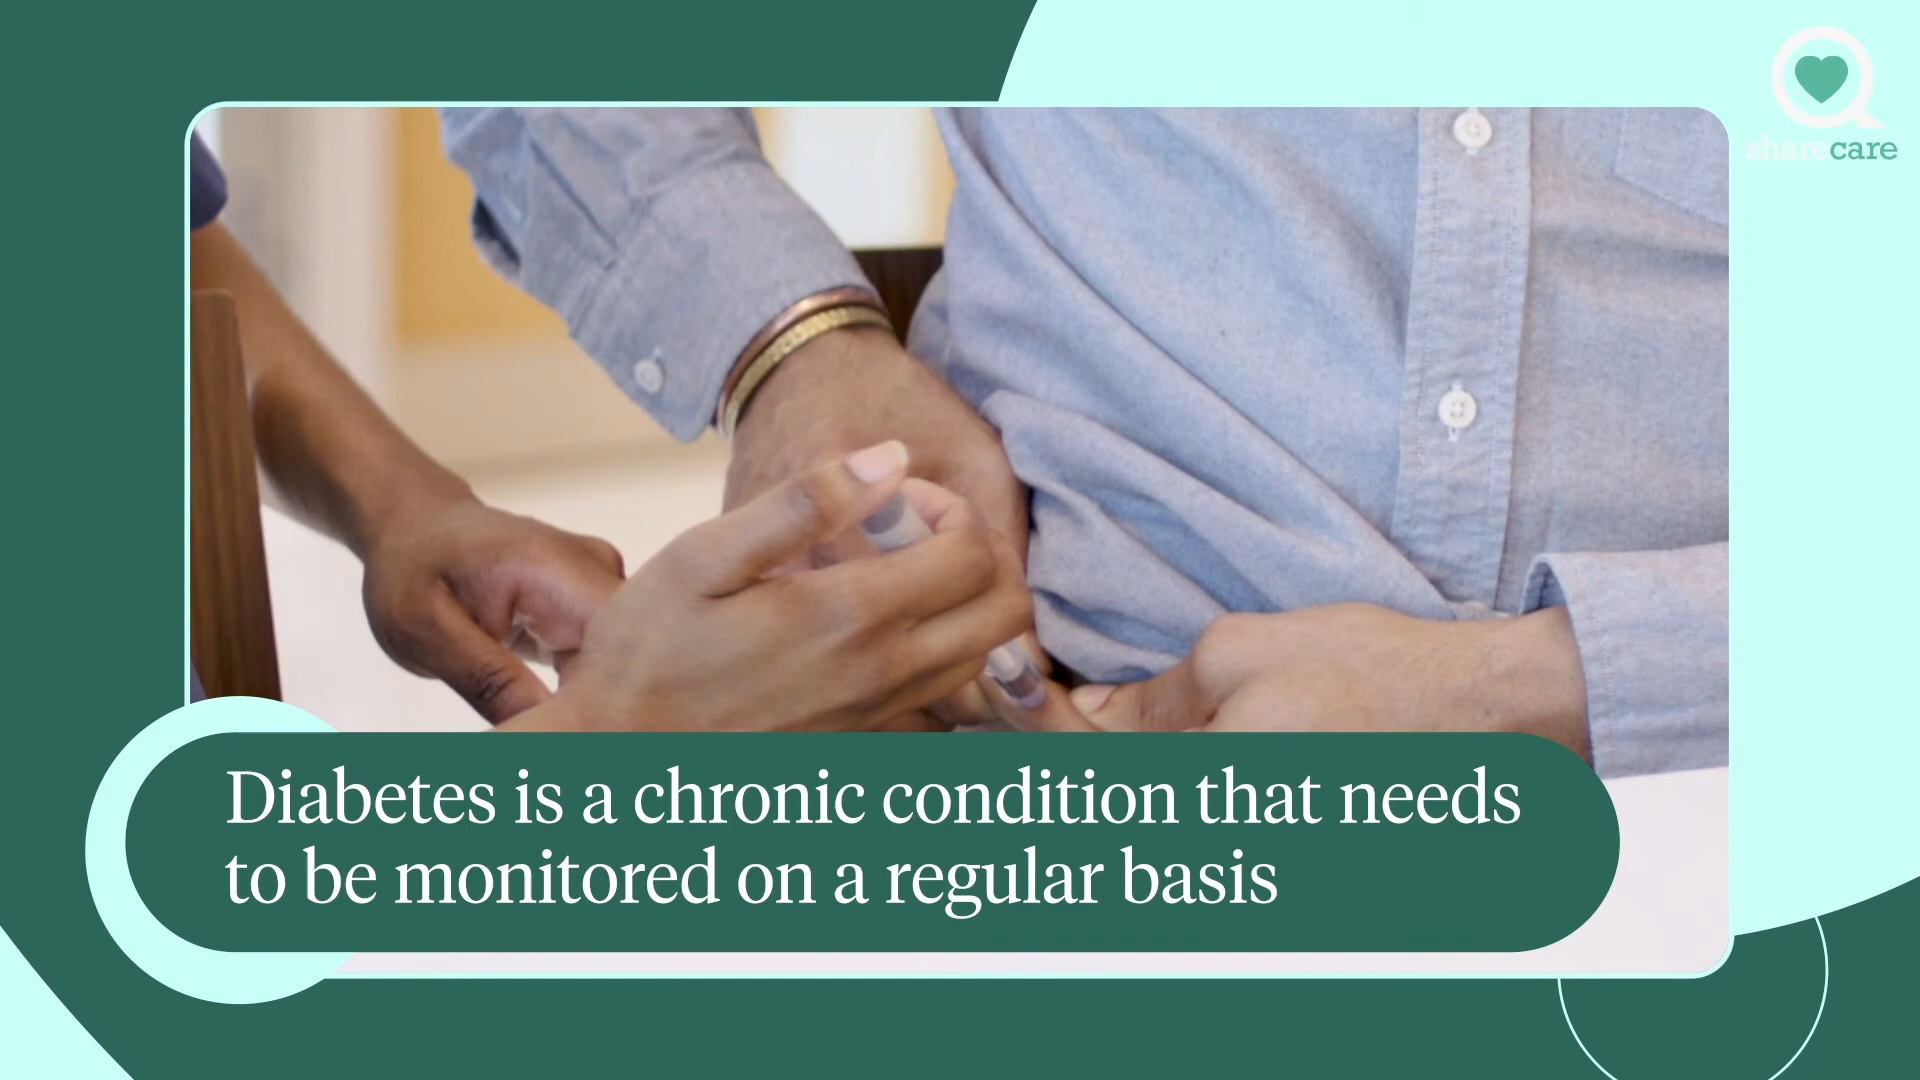 sharecare
Diabetes is a chronic condition that needs
to be monitored on a regular basis